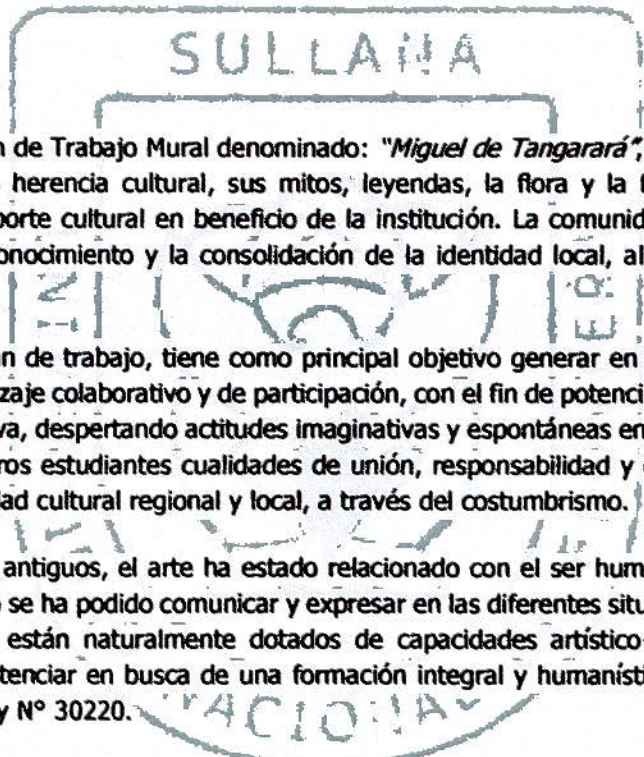 SULLANA
n de Trabajo Mural denominado: "Miguel de Tangarará",
herencia cultural, sus mitos, leyendas, la flora y la
porte cultural en beneficio de la institución. La comunid
onocimiento y la consolidación de la identidad local, al
n de trabajo, tiene como principal objetivo generar en
zaje colaborativo y de participación, con el fin de potenci
va, despertando actitudes imaginativas y espontáneas en
ros estudiantes cualidades de unión, responsabilidad y
dad cultural regional y local, a través del costumbrismo.
antiguos, el arte ha estado relacionado con el ser hum
se ha podido comunicar y expresar en las diferentes situ
están naturalmente dotados de capacidades artístico
tenciar en busca de una formación integral y humanísti
y N° 30220.